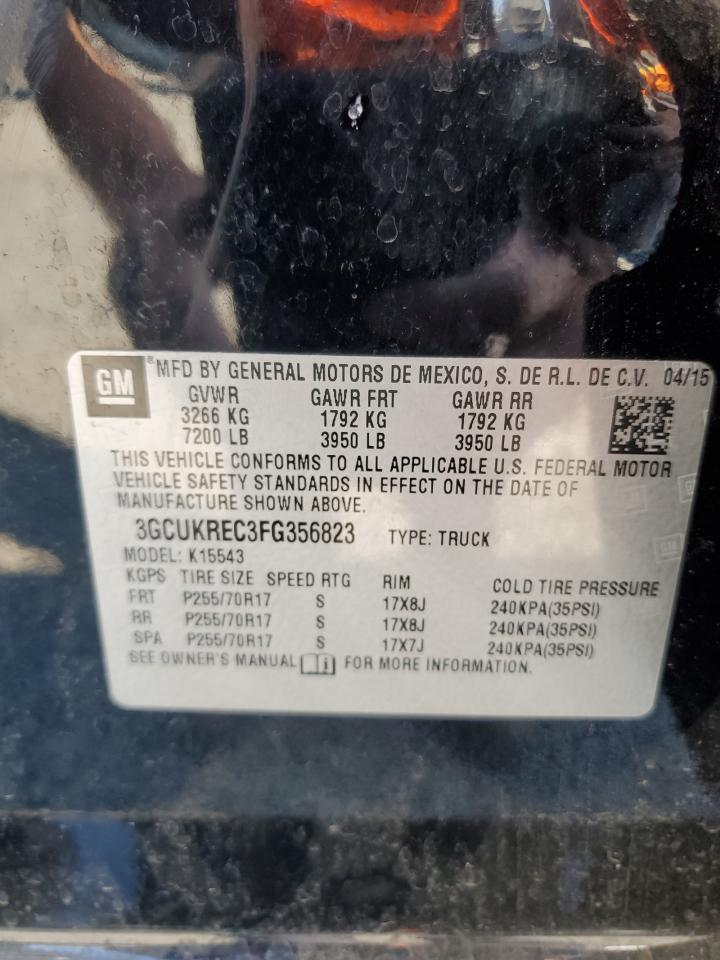 GM ®MFD BY GENERAL MOTORS DE MEXICO, S. DE R.L. DE C.V. 04/15
GVWR GAWR FRT GAWR RR
3266 KG 1792 KG 1792 KG
7200 LB 3950 LB 3950 LB
THIS VEHICLE CONFORMS TO ALL APPLICABLE U.S. FEDERAL MOTOR
VEHICLE SAFETY STANDARDS IN EFFECT ON THE DATE OF
MANUFACTURE SHOWN ABOVE.
3GCUKREC3FG356823 TYPE: TRUCK
MODEL: K15543
KGPS TIRE SIZE SPEED RTG RIM COLD TIRE PRESSURE
FRT P255/70R17 S 17X8J 240KPA(35PSI)
RR P255/70R17 S 17X8J 240KPA(35PSI)
SPA P255/70R17 S 17X7J 240KPA(35PSI)
SEE OWNER'S MANUAL FOR MORE INFORMATION.